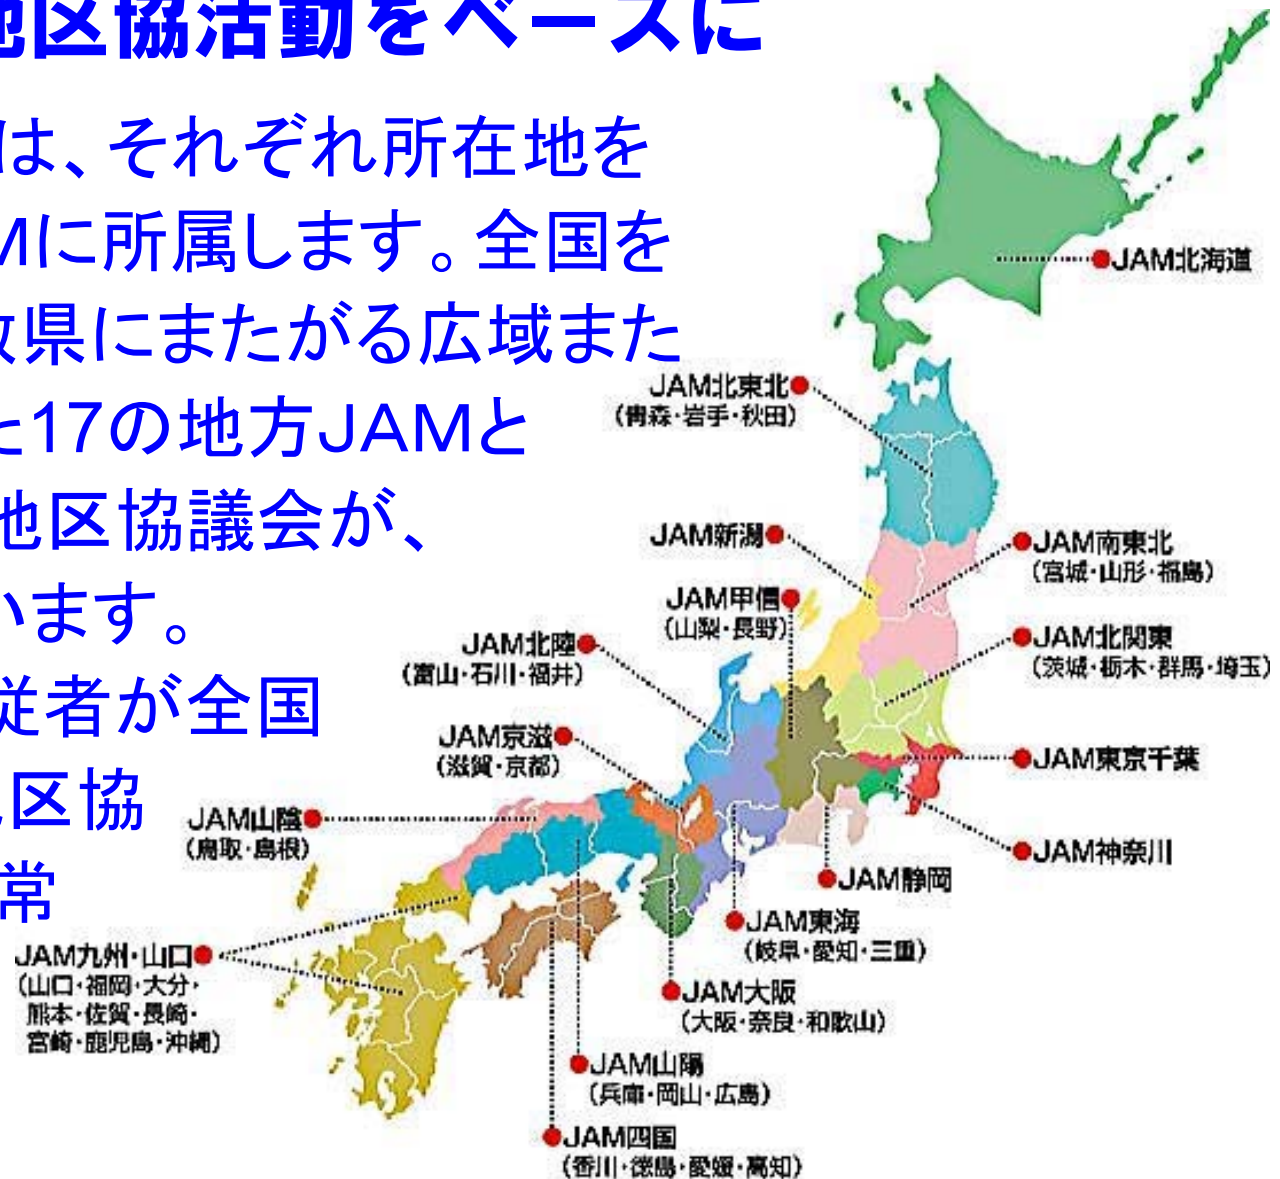 地区協活動をベースに
は、それぞれ所在地を
Mに所属します。全国を
数県にまたがる広域また
た17の地方JAMと
地区協議会が、
います。
従者が全国
区協
常
JAM北海道
JAM北東北
（青森・岩手・秋田）
JAM新潟
JAM南東北
（宮城・山形・福島）
JAM甲信
（山梨・長野）
JAM北関東
（茨城・栃木・群馬・埼玉）
JAM北陸
（富山・石川・福井）
JAM京滋
（滋賀・京都）
JAM東京千葉
JAM山陰
（鳥取・島根）
JAM神奈川
JAM静岡
JAM東海
（岐阜・愛知・三重）
JAM九州・山口
（山口・福岡・大分・
熊本・佐賀・長崎・
宮崎・鹿児島・沖縄）
JAM大阪
（大阪・奈良・和歌山）
JAM山陽
（兵庫・岡山・広島）
JAM四国
（香川・徳島・愛媛・高知）